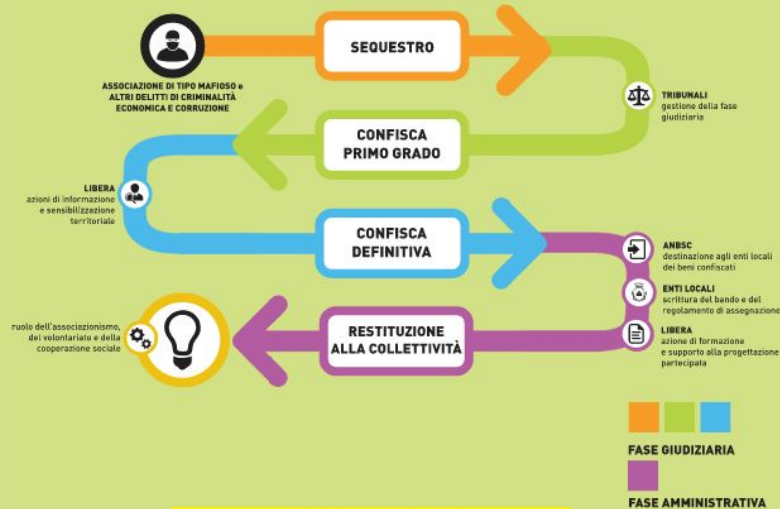 SEQUESTRO
ASSOCIAZIONE DI TIPO MAFIOSO e
ALTRI DELITTI DI CRIMINALITÀ
ECONOMICA E CORRUZIONE
TRIBUNALI
gestione della fase
giudiziaria
CONFISCA
PRIMO GRADO
LIBERA
azioni di informazione
e sensibilizzazione
territoriale
CONFISCA
DEFINITIVA
ANBSC
destinazione agli enti locali
dei beni confiscati
ENTI LOCALI
scrittura del bando e del
regolamento di assegnazione
LIBERA
azione di formazione
e supporto alla progettazione
partecipata
RESTITUZIONE
ALLA COLLETTIVITÀ
ruolo dell'associazionismo,
del volontariato e della
cooperazione sociale
FASE GIUDIZIARIA
FASE AMMINISTRATIVA